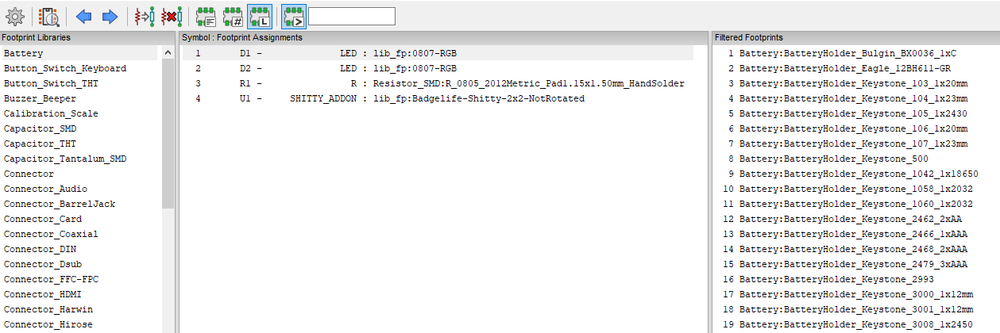 Footprint Libraries
Battery
Button_Switch_Keyboard
Button_Switch_THT
Buzzer_Beeper
Calibration_Scale
Capacitor_SMD
Capacitor_THT
Capacitor_Tantalum_SMD
Connector
Connector_Audio
Connector_BarrelJack
Connector_Card
Connector_Coaxial
Connector_DIN
Connector_Dsub
Connector_FFC-FPC
Connector_HDMI
Connector_Harwin
Connector_Hirose
Symbol : Footprint Assignments
1 D1 - LED : lib_fp:0807-RGB
2 D2 - LED : lib_fp:0807-RGB
3 R1 - R : Resistor_SMD:R_0805_2012Metric_Pad1.15x1.50mm_HandSolder
4 U1 - SHITTY_ADDON : lib_fp:Badgelife-Shitty-2x2-NotRotated
Filtered Footprints
1 Battery:BatteryHolder_Bulgin_BX0036_1xC
2 Battery:BatteryHolder_Eagle_12BH611-GR
3 Battery:BatteryHolder_Keystone_103_1x20mm
4 Battery:BatteryHolder_Keystone_104_1x23mm
5 Battery:BatteryHolder_Keystone_105_1x2430
6 Battery:BatteryHolder_Keystone_106_1x20mm
7 Battery:BatteryHolder_Keystone_107_1x23mm
8 Battery:BatteryHolder_Keystone_500
9 Battery:BatteryHolder_Keystone_1042_1x18650
10 Battery:BatteryHolder_Keystone_1058_1x2032
11 Battery:BatteryHolder_Keystone_1060_1x2032
12 Battery:BatteryHolder_Keystone_2462_2xAA
13 Battery:BatteryHolder_Keystone_2466_1xAAA
14 Battery:BatteryHolder_Keystone_2468_2xAAA
15 Battery:BatteryHolder_Keystone_2479_3xAAA
16 Battery:BatteryHolder_Keystone_2993
17 Battery:BatteryHolder_Keystone_3000_1x12mm
18 Battery:BatteryHolder_Keystone_3001_1x12mm
19 Battery:BatteryHolder_Keystone_3008_1x2450